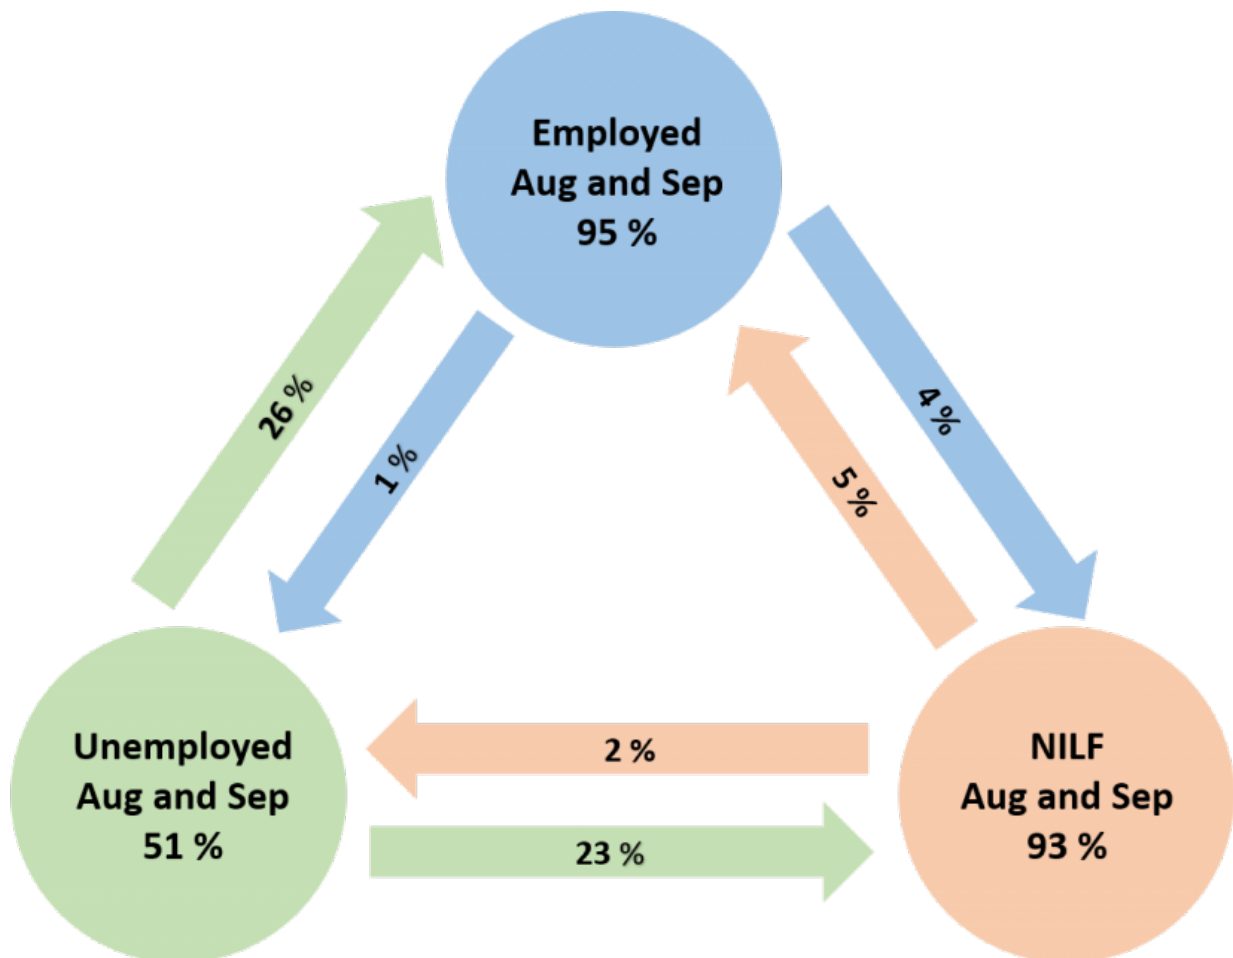 Employed
Aug and Sep
95 %
26 %
1 %
4 %
5 %
Unemployed
Aug and Sep
51 %
2 %
23 %
NILF
Aug and Sep
93 %